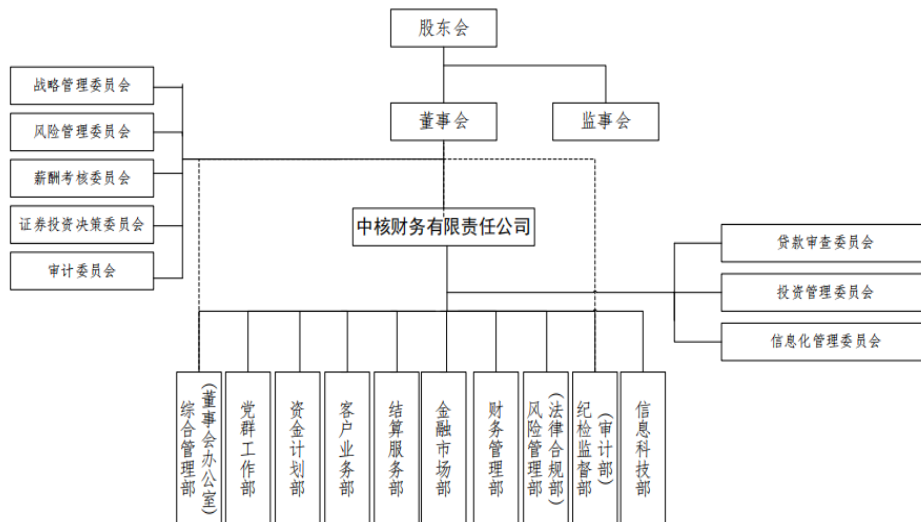 股东会
董事会
监事会
战略管理委员会
风险管理委员会
薪酬考核委员会
证券投资决策委员会
审计委员会
中核财务有限责任公司
贷款审查委员会
投资管理委员会
信息化管理委员会
综合管理部
(董事会办公室)
党群工作部
资金计划部
客户业务部
结算服务部
金融市场部
财务管理部
风险管理部
(法律合规部)
纪检监督部
(审计部)
信息科技部